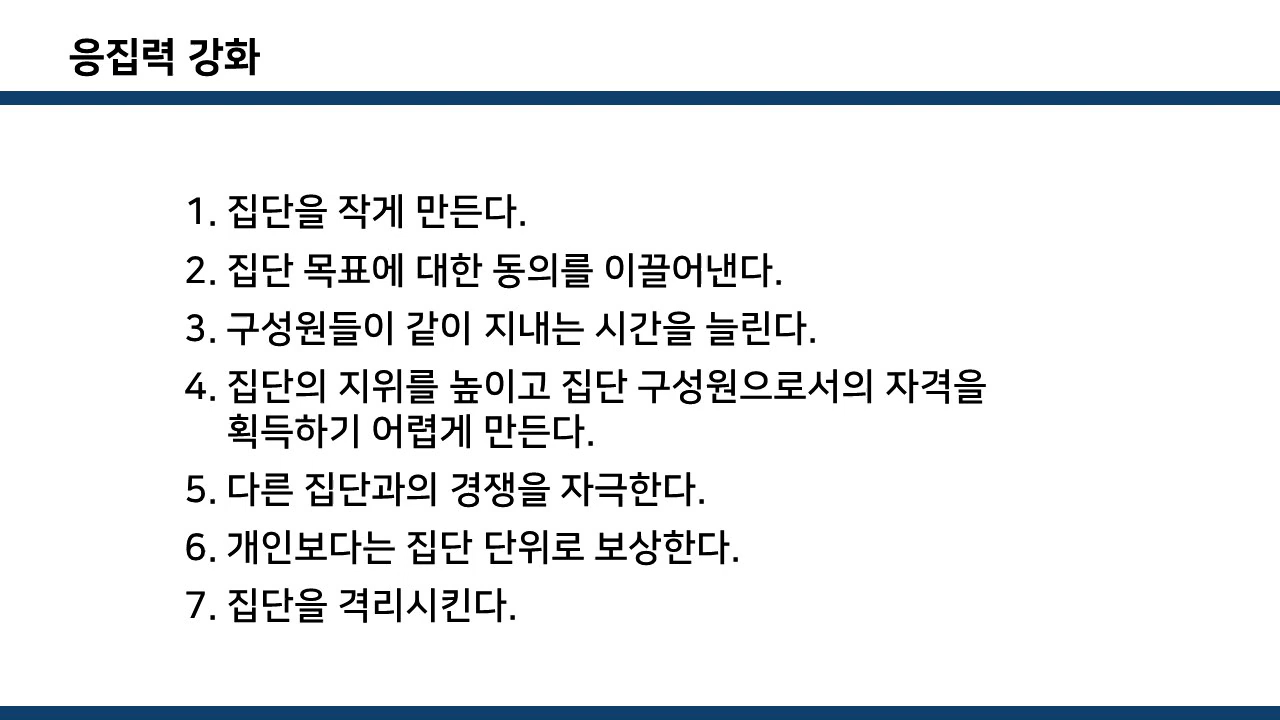 응집력 강화
1. 집단을 작게 만든다.
2. 집단 목표에 대한 동의를 이끌어낸다.
3. 구성원들이 같이 지내는 시간을 늘린다.
4. 집단의 지위를 높이고 집단 구성원으로서의 자격을
획득하기 어렵게 만든다.
5. 다른 집단과의 경쟁을 자극한다.
6. 개인보다는 집단 단위로 보상한다.
7. 집단을 격리시킨다.